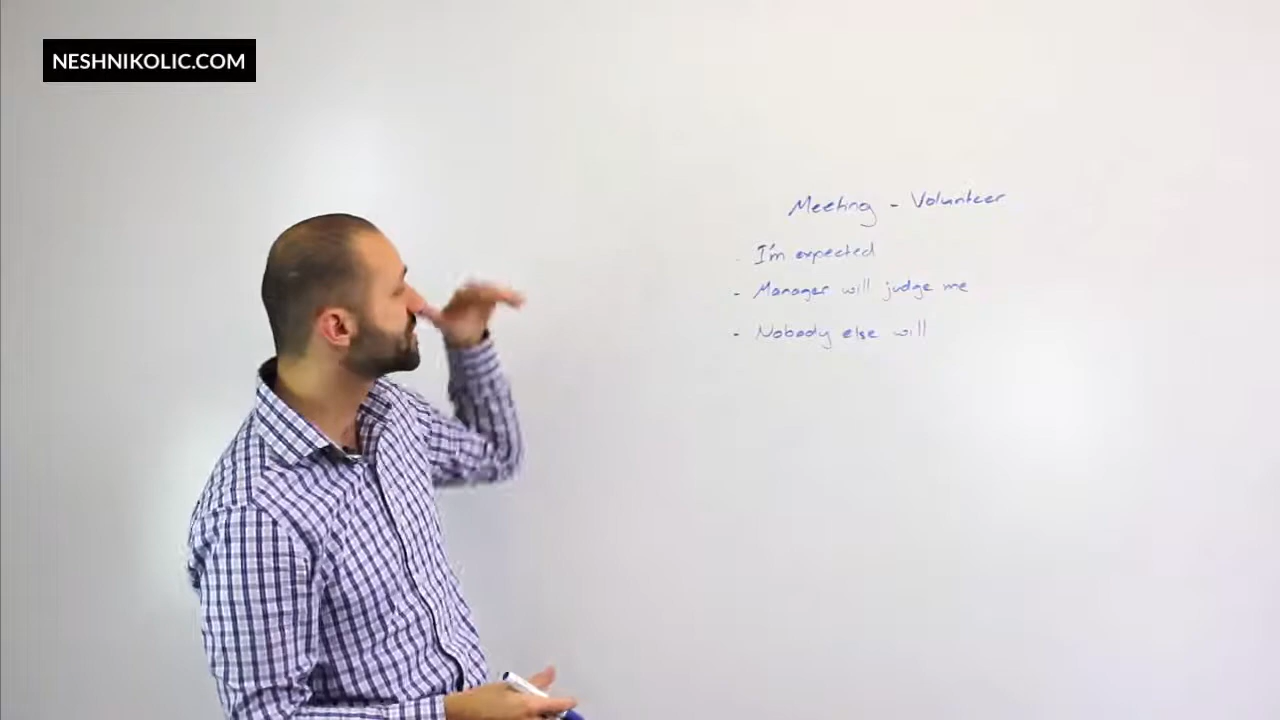 NESHNIKOLIC.COM
Meeting - Volunteer
- I'm expected
- Manager will judge me
- Nobody else will